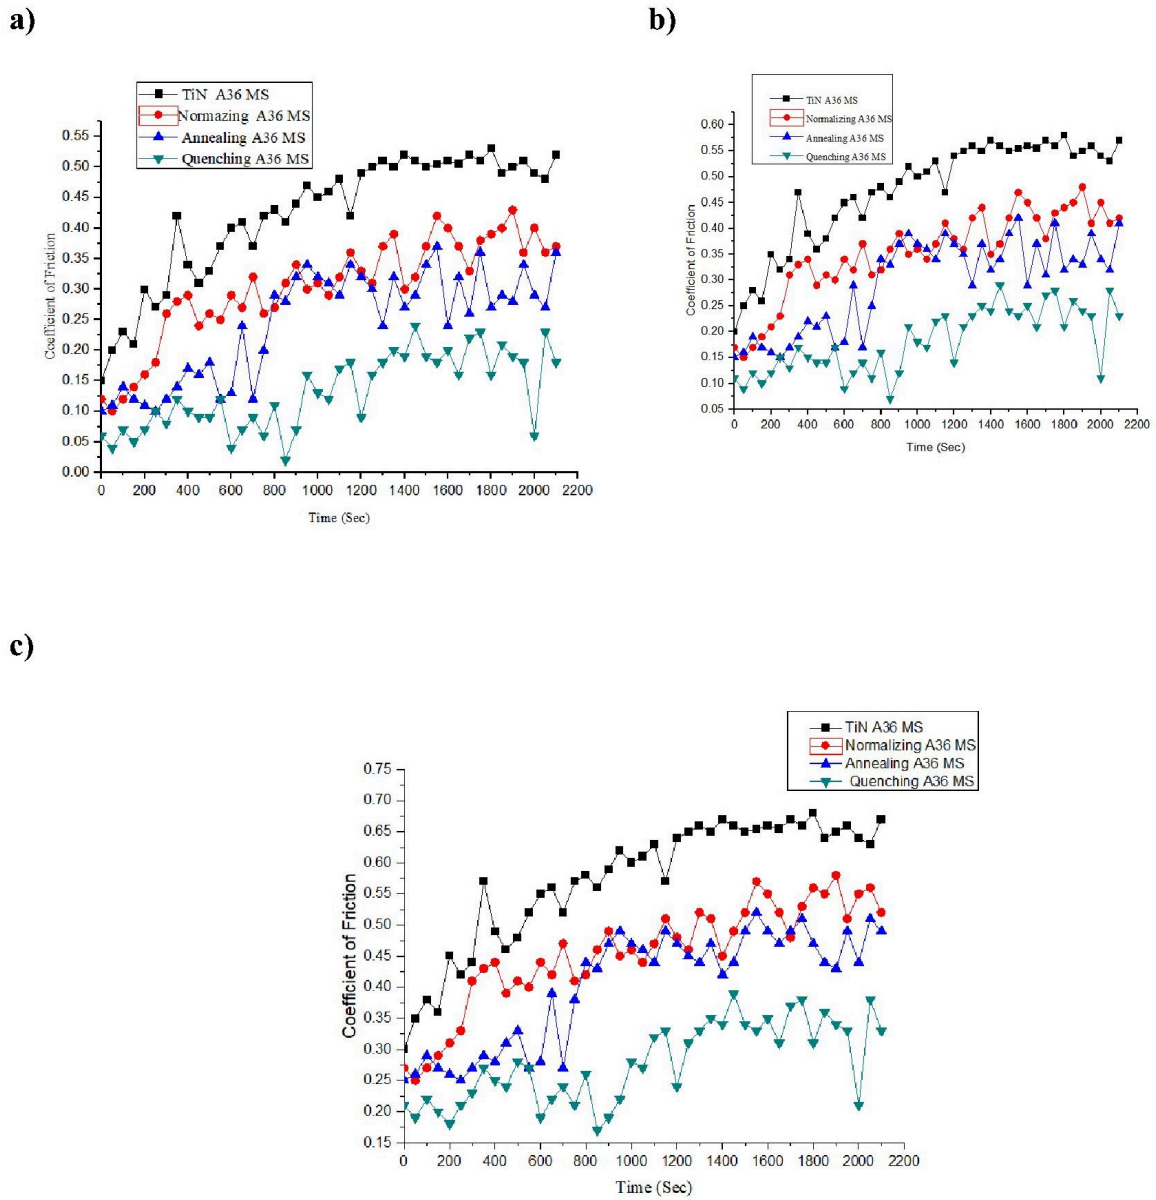 a)
TiN A36 MS
Normazing A36 MS
Annealing A36 MS
Quenching A36 MS
Coefficient of Friction
0.55
0.50
0.45
0.40
0.35
0.30
0.25
0.20
0.15
0.10
0.05
0.00
0 200 400 600 800 1000 1200 1400 1600 1800 2000 2200
Time (Sec)
b)
TiN A36 MS
Normalizing A36 MS
Annealing A36 MS
Quenching A36 MS
Coefficient of Friction
0.60
0.55
0.50
0.45
0.40
0.35
0.30
0.25
0.20
0.15
0.10
0.05
0 200 400 600 800 1000 1200 1400 1600 1800 2000 2200
Time (Sec)
c)
TiN A36 MS
Normalizing A36 MS
Annealing A36 MS
Quenching A36 MS
Coefficient of Friction
0.75
0.70
0.65
0.60
0.55
0.50
0.45
0.40
0.35
0.30
0.25
0.20
0.15
0 200 400 600 800 1000 1200 1400 1600 1800 2000 2200
Time (Sec)